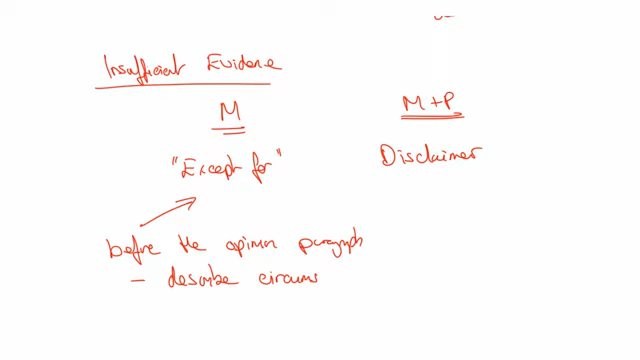 Insufficient Evidence
M
M+P
"Except for"
Disclaimer
before the opinion paragraph
- describe circums